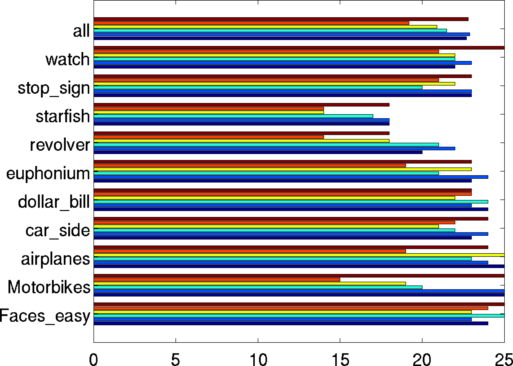 all
watch
stop_sign
starfish
revolver
euphonium
dollar_bill
car_side
airplanes
Motorbikes
Faces_easy
0 5 10 15 20 25